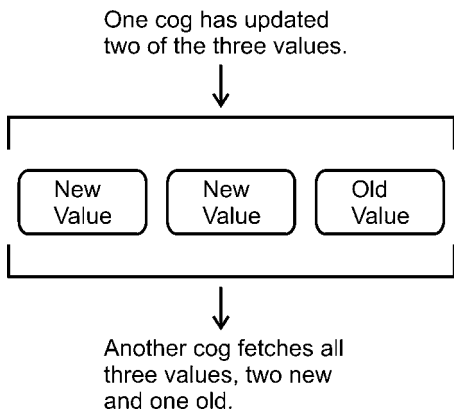 One cog has updated
two of the three values.
New
Value
New
Value
Old
Value
Another cog fetches all
three values, two new
and one old.